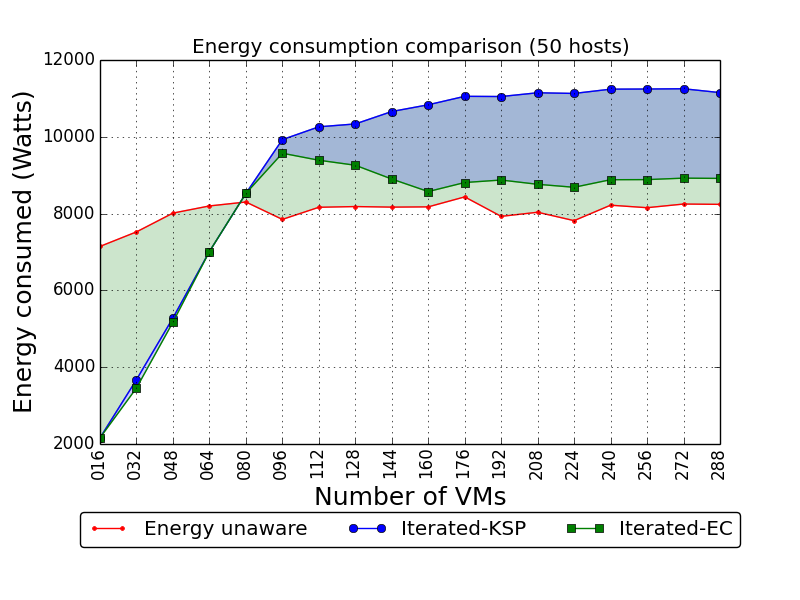 Energy consumption comparison (50 hosts)
Energy consumed (Watts)
12000
10000
8000
6000
4000
2000
016 032 048 064 080 096 112 128 144 160 176 192 208 224 240 256 272 288
Number of VMs
Energy unaware Iterated-KSP Iterated-EC